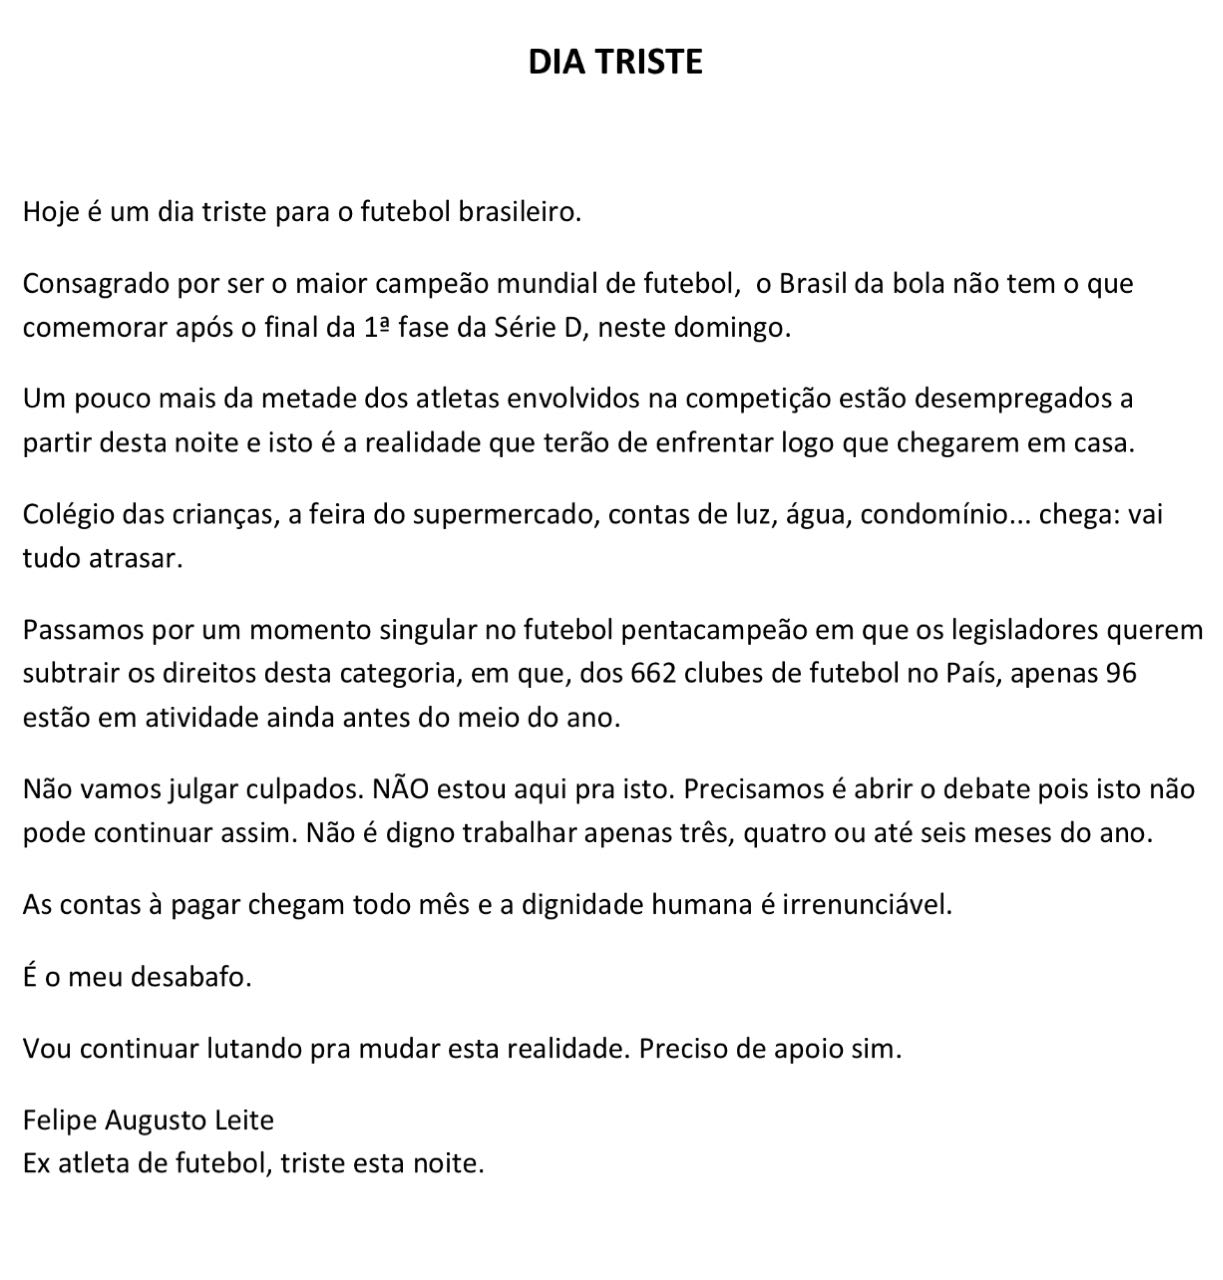 DIA TRISTE
Hoje é um dia triste para o futebol brasileiro.
Consagrado por ser o maior campeão mundial de futebol,  o Brasil da bola não tem o que
comemorar após o final da 1ª fase da Série D, neste domingo.
Um pouco mais da metade dos atletas envolvidos na competição estão desempregados a
partir desta noite e isto é a realidade que terão de enfrentar logo que chegarem em casa.
Colégio das crianças, a feira do supermercado, contas de luz, água, condomínio... chega: vai
tudo atrasar.
Passamos por um momento singular no futebol pentacampeão em que os legisladores querem
subtrair os direitos desta categoria, em que, dos 662 clubes de futebol no País, apenas 96
estão em atividade ainda antes do meio do ano.
Não vamos julgar culpados. NÃO estou aqui pra isto. Precisamos é abrir o debate pois isto não
pode continuar assim. Não é digno trabalhar apenas três, quatro ou até seis meses do ano.
As contas à pagar chegam todo mês e a dignidade humana é irrenunciável.
É o meu desabafo.
Vou continuar lutando pra mudar esta realidade. Preciso de apoio sim.
Felipe Augusto Leite
Ex atleta de futebol, triste esta noite.